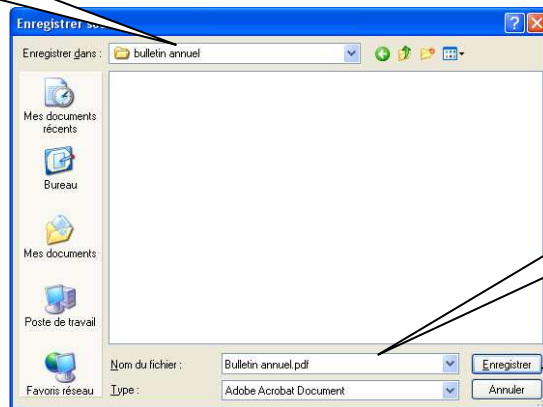 Enregistrer so
Enregistrer dans : bulletin annuel
Mes documents
récents
Bureau
Mes documents
Poste de travail
Favoris réseau
Nom du fichier : Bulletin annuel.pdf Enregistrer
Type : Adobe Acrobat Document Annuler